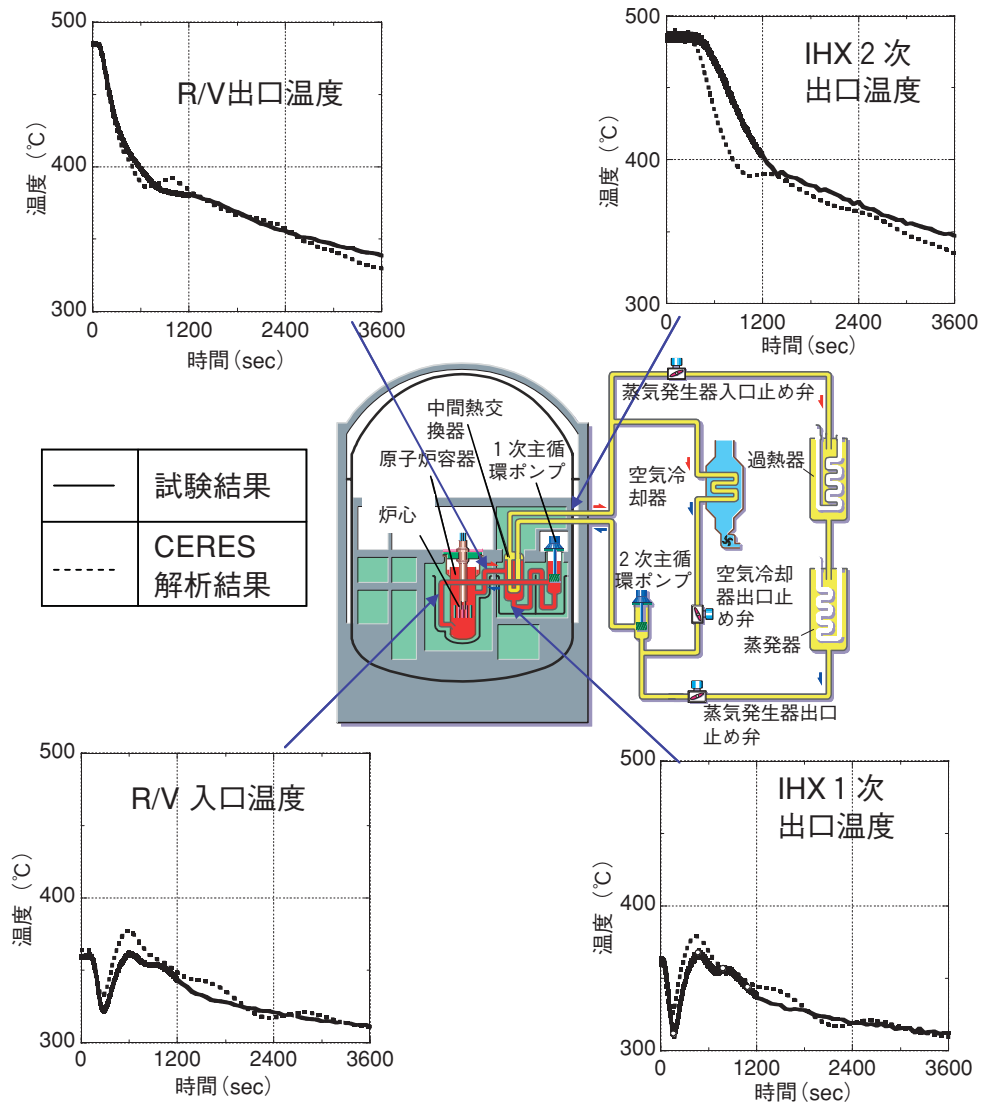 500
400
300
温度（℃）
R/V出口温度
0
1200
2400
3600
時間(sec)
500
400
300
温度（℃）
IHX 2 次
出口温度
0
1200
2400
3600
時間(sec)
試験結果
CERES
解析結果
中間熱交
換器
原子炉容器
1 次主循
環ポンプ
炉心
蒸気発生器入口止め弁
空気冷
却器
過熱器
2 次主循
環ポンプ
空気冷却
器出口止
め弁
蒸発器
蒸気発生器出口
止め弁
500
400
300
温度（℃）
R/V 入口温度
0
1200
2400
3600
時間(sec)
500
400
300
温度（℃）
IHX 1 次
出口温度
0
1200
2400
3600
時間(sec)